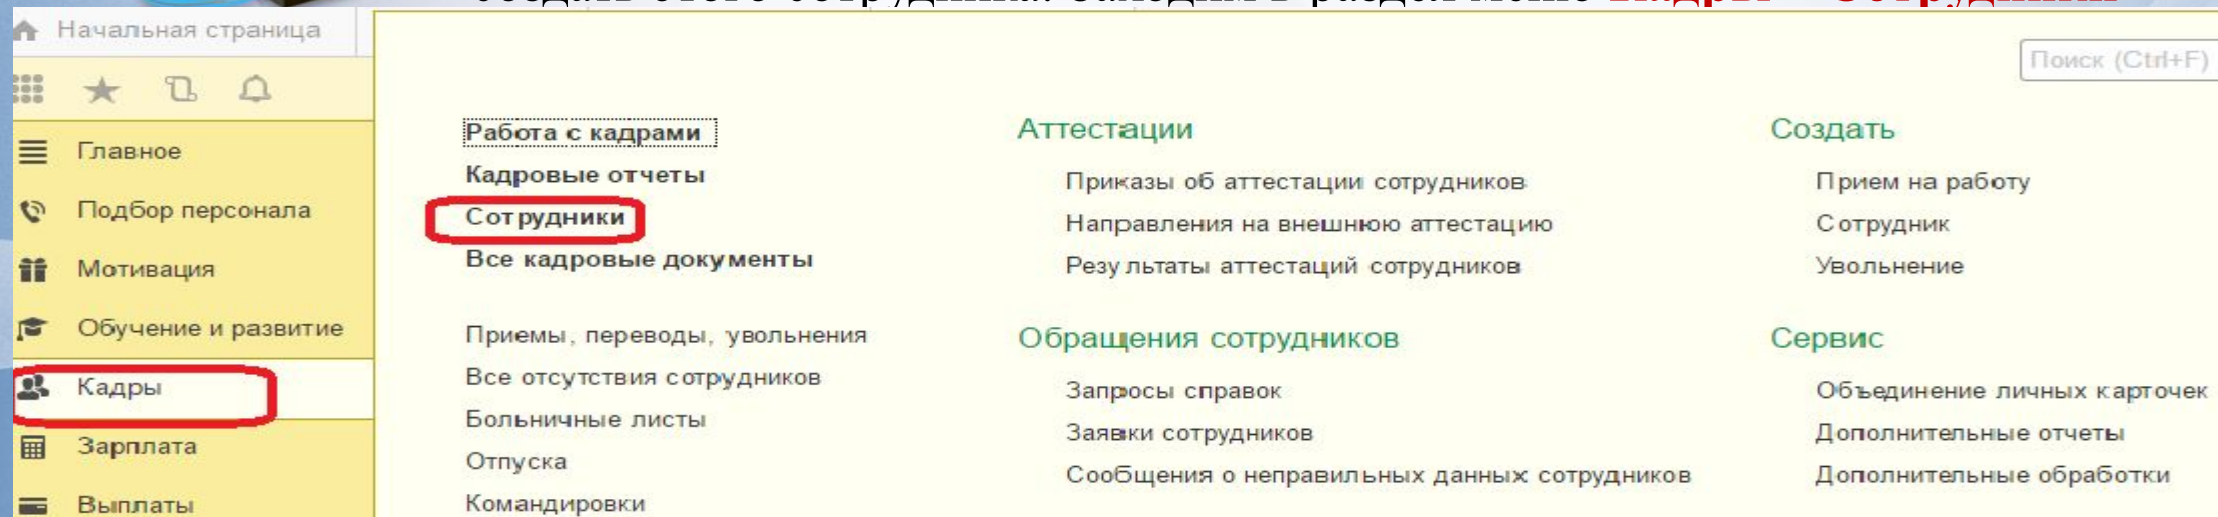 Начальная страница
Поиск (Ctrl+F)
Главное
Подбор персонала
Мотивация
Обучение и развитие
Кадры
Зарплата
Выплаты
Работа с кадрами
Кадровые отчеты
Сотрудники
Все кадровые документы
Приемы, переводы, увольнения
Все отсутствия сотрудников
Больничные листы
Отпуска
Командировки
Аттестации
Приказы об аттестации сотрудников
Направления на внешнюю аттестацию
Результаты аттестаций сотрудников
Обращения сотрудников
Запросы справок
Заявки сотрудников
Сообщения о неправильных данных сотрудников
Создать
Прием на работу
Сотрудник
Увольнение
Сервис
Объединение личных карточек
Дополнительные отчеты
Дополнительные обработки